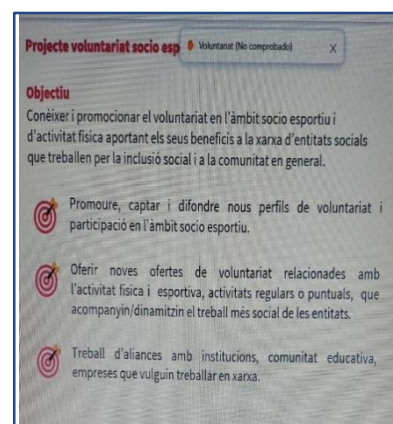 Projecte voluntariat socio esp
Voluntariat (No comprobado)
Objectiu
Conèixer i promocionar el voluntariat en l'àmbit socio esportiu i
d'activitat física aportant els seus beneficis a la xarxa d'entitats socials
que treballen per la inclusió social i a la comunitat en general.
Promoure, captar i difondre nous perfils de voluntariat i
participació en l'àmbit socio esportiu.
Oferir noves ofertes de voluntariat relacionades amb
l'activitat física i esportiva, activitats regulars o puntuals, que
acompanyin/dinamitzin el treball més social de les entitats.
Treball d'aliances amb institucions, comunitat educativa,
empreses que vulguin treballar en xarxa.